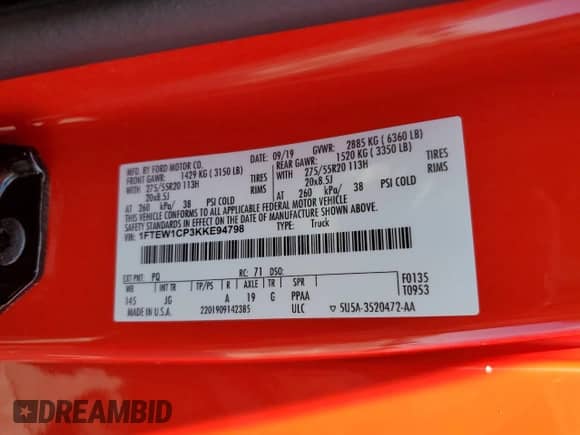 MFD. BY FORD MOTOR CO.
DATE: 09/19 GVWR: 2885 KG ( 6360 LB)
FRONT GAWR: 1429 KG ( 3150 LB) REAR GAWR: 1520 KG ( 3350 LB)
WITH 275/55R20 113H TIRES WITH 275/55R20 113H TIRES
20x8.5J RIMS 20x8.5J RIMS
AT 260 kPa/ 38 PSI COLD AT 260 kPa/ 38 PSI COLD
THIS VEHICLE CONFORMS TO ALL APPLICABLE FEDERAL MOTOR VEHICLE
SAFETY STANDARDS IN EFFECT ON THE DATE OF MANUFACTURE SHOWN ABOVE.
VIN: 1FTEW1CP3KKE94798 TYPE: Truck
EXT PNT: PQ RC: 71 DSO: F0135
WB INT TR TP/PS R AXLE TR SPR T0953
145 JG A 19 G PPAA
MADE IN U.S.A. 2201909142385 ULC ▽ 5U5A-3520472-AA
DREAMBID